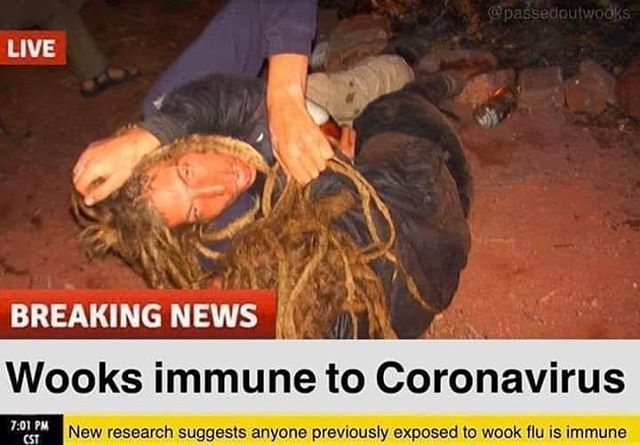 @passedoutwooks
LIVE
BREAKING NEWS
Wooks immune to Coronavirus
7:01 PM
CST
New research suggests anyone previously exposed to wook flu is immune